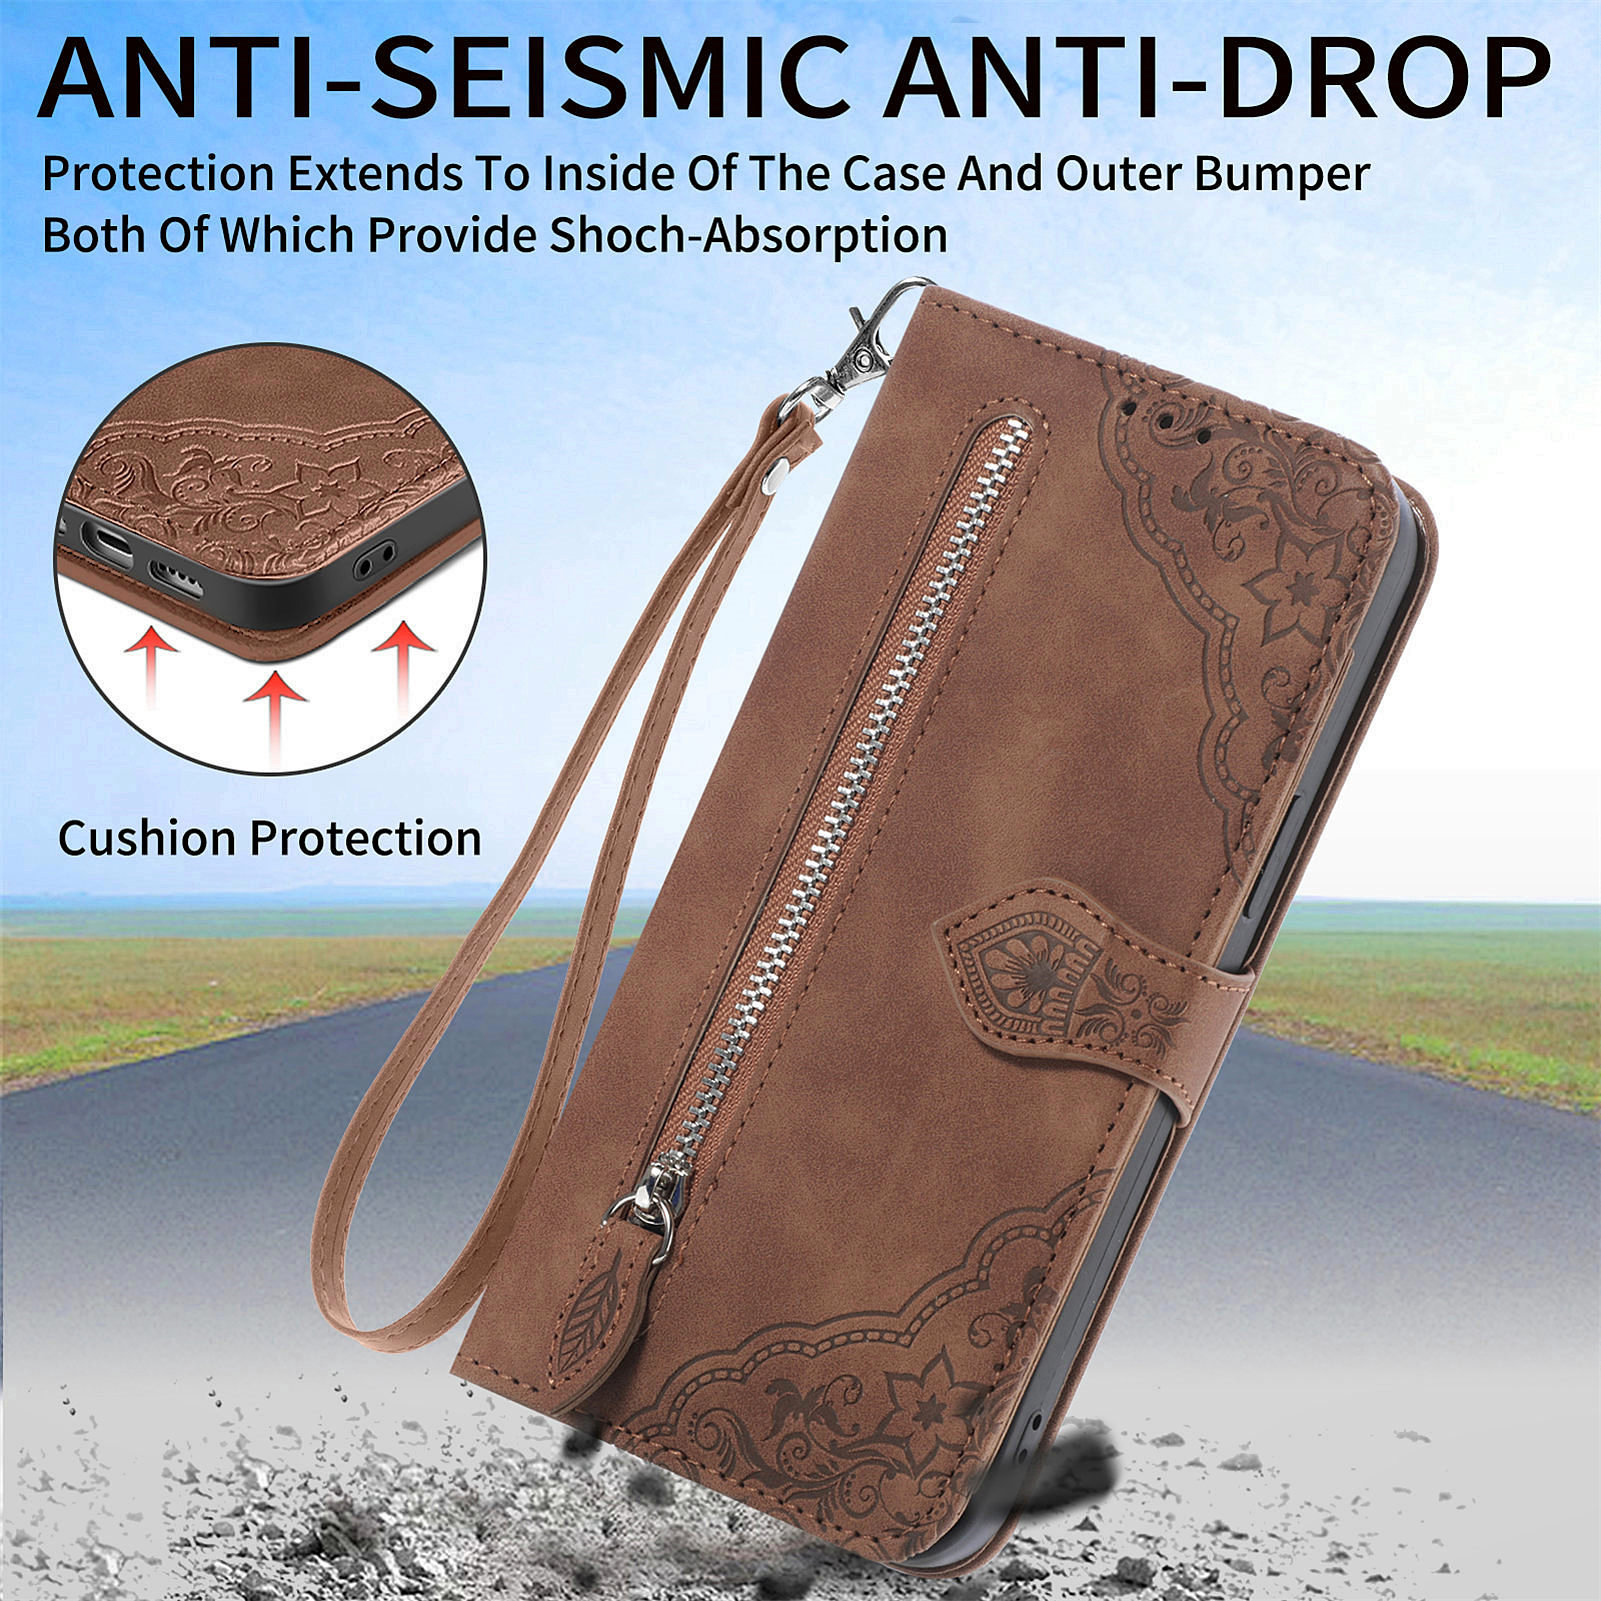 ANTI-SEISMIC ANTI-DROP
Protection Extends To Inside Of The Case And Outer Bumper
Both Of Which Provide Shoch-Absorption
Cushion Protection